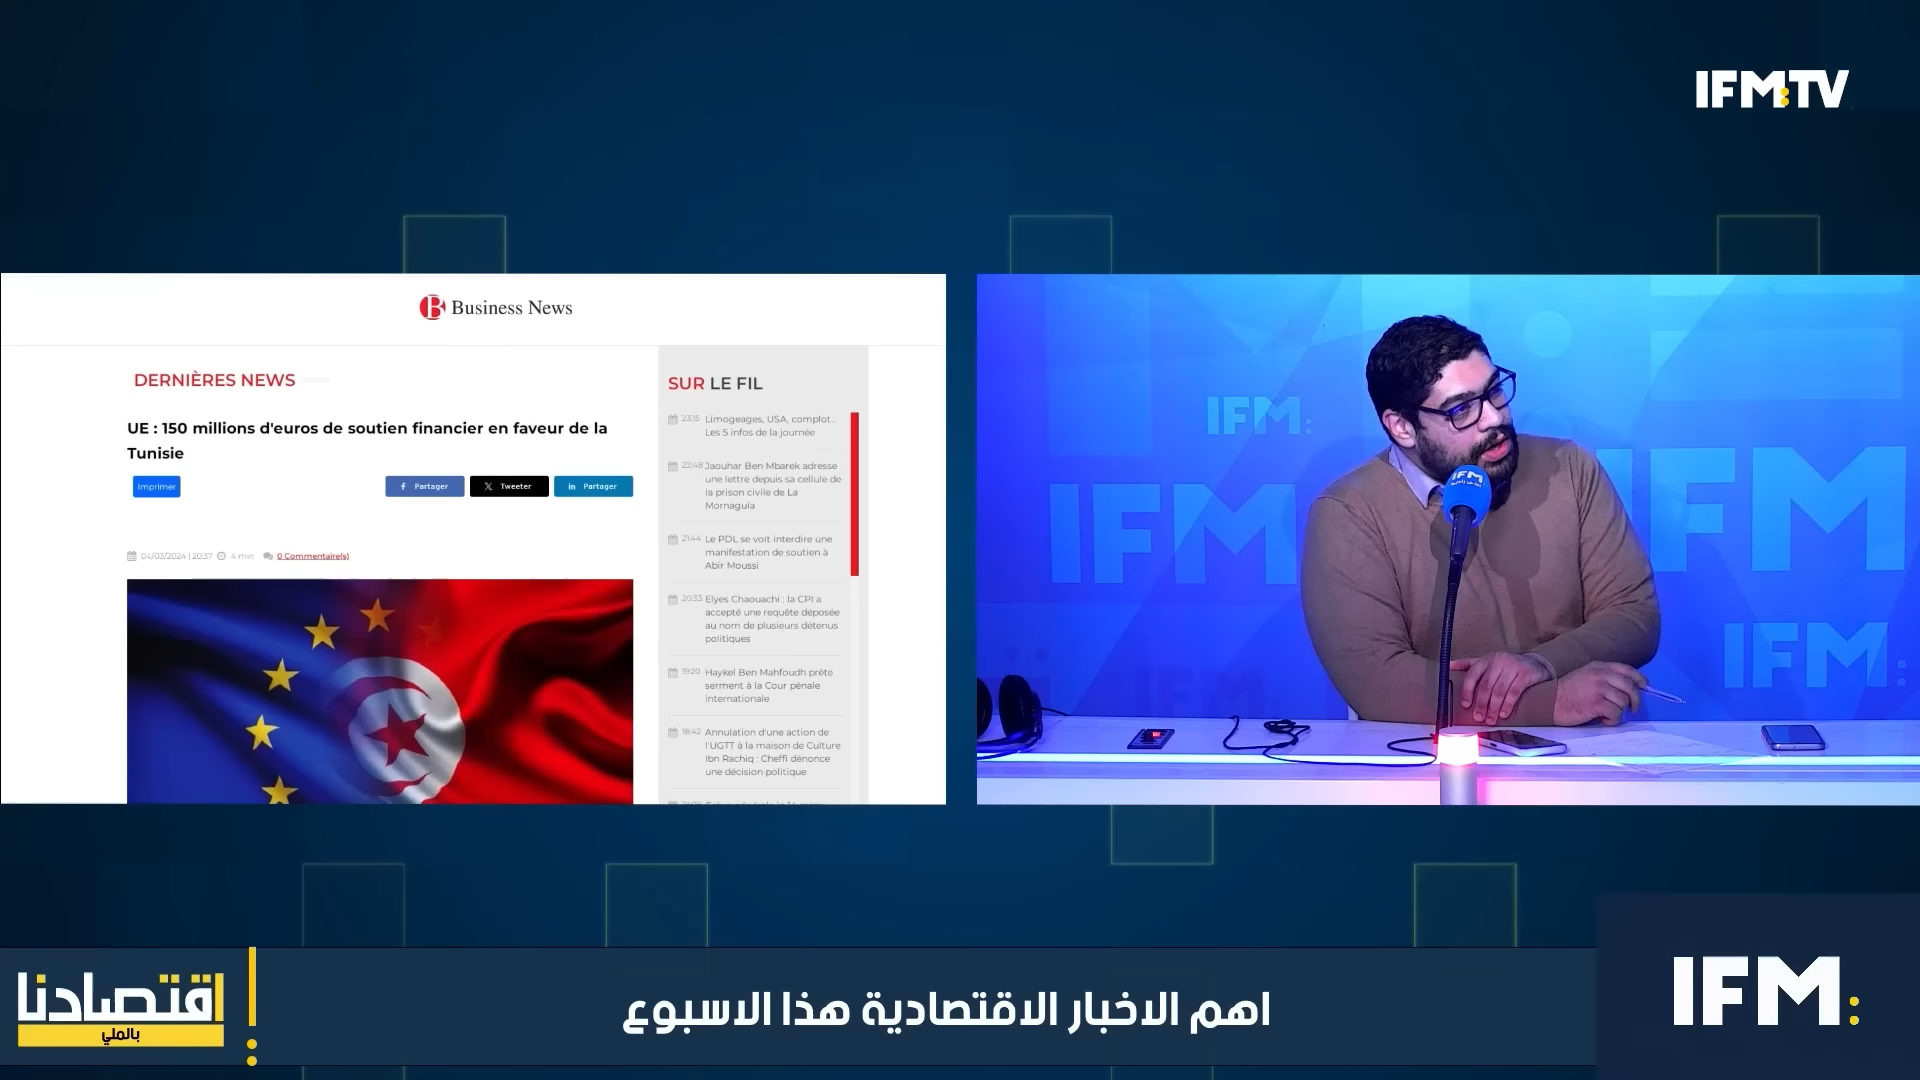 IFM:TV
Business News
DERNIÈRES NEWS
UE : 150 millions d'euros de soutien financier en faveur de la
Tunisie
Imprimer
Partager
Tweeter
Partager
04/03/2024 | 20:37
4 min
0 Commentaire(s)
SUR LE FIL
23:15 Limogeages, USA, complot...
Les 5 infos de la journée
22:48 Jaouhar Ben Mbarek adresse
une lettre depuis sa cellule de
la prison civile de La
Mornaguia
21:44 Le PDL se voit interdire une
manifestation de soutien à
Abir Moussi
20:33 Elyes Chaouachi : la CPI a
accepté une requête déposée
au nom de plusieurs détenus
politiques
19:20 Haykel Ben Mahfoudh prête
serment à la Cour pénale
internationale
18:42 Annulation d'une action de
l'UGTT à la maison de Culture
Ibn Rachiq : Cheffi dénonce
une décision politique
IFM:
IFM
IFM
IFM
IFM:
اقتصادنا
بالملي
اهم الاخبار الاقتصادية هذا الاسبوع
IFM: